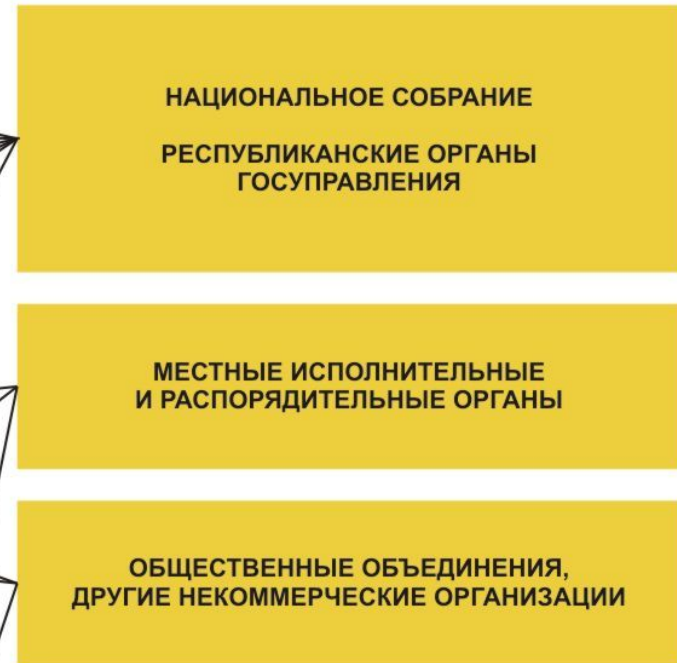 НАЦИОНАЛЬНОЕ СОБРАНИЕ
РЕСПУБЛИКАНСКИЕ ОРГАНЫ
ГОСУПРАВЛЕНИЯ
МЕСТНЫЕ ИСПОЛНИТЕЛЬНЫЕ
И РАСПОРЯДИТЕЛЬНЫЕ ОРГАНЫ
ОБЩЕСТВЕННЫЕ ОБЪЕДИНЕНИЯ,
ДРУГИЕ НЕКОММЕРЧЕСКИЕ ОРГАНИЗАЦИИ